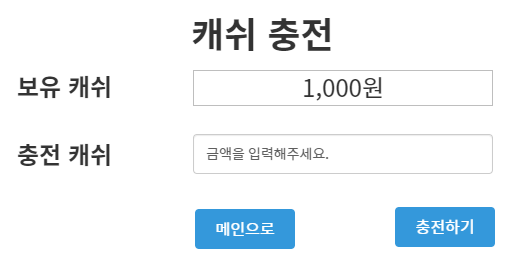 캐쉬 충전
보유 캐쉬 1,000원
충전 캐쉬 금액을 입력해주세요.
메인으로 충전하기